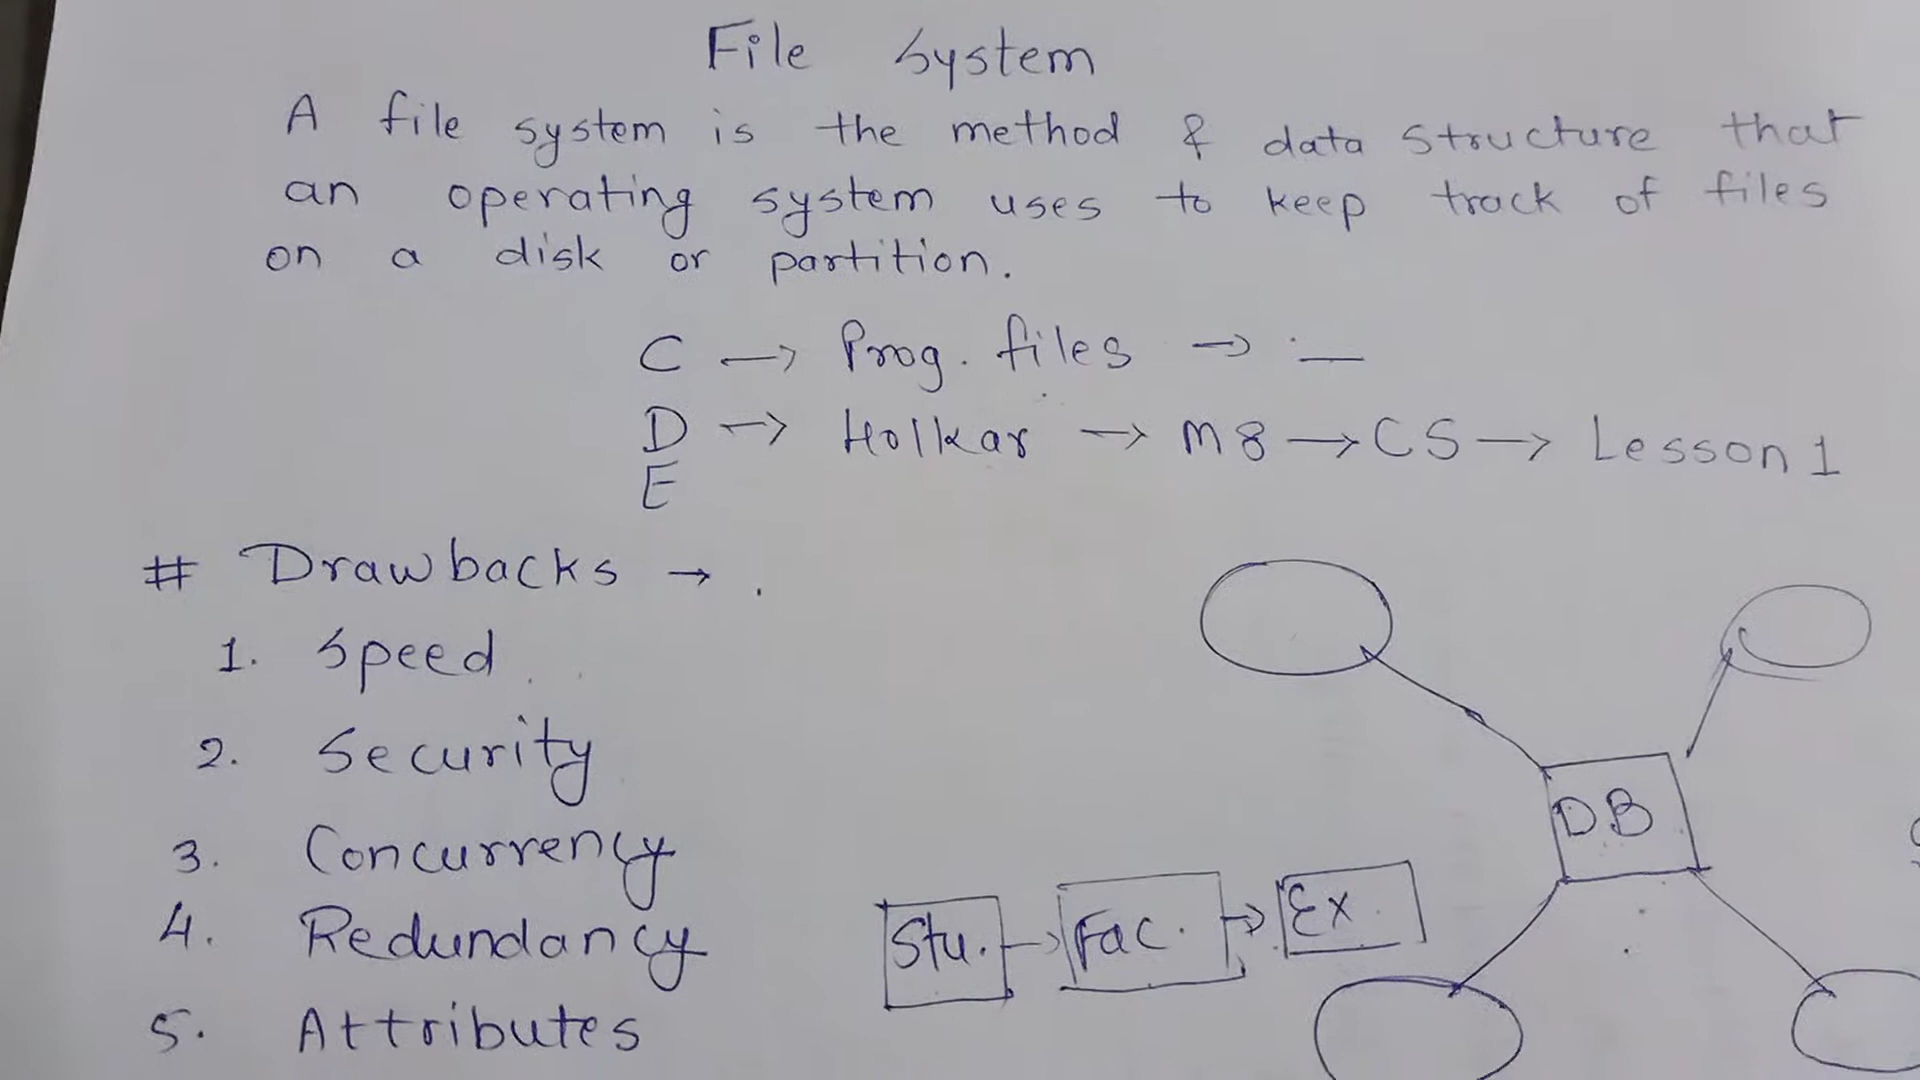 File System
A file system is the method & data structure that
an operating system uses to keep track of files
on a disk or partition.
C → Prog. files → —
D → Holkar → M8 → CS → Lesson 1
E
# Drawbacks →
1. Speed
2. Security
3. Concurrency
4. Redundancy
5. Attributes
DB
Stu. → Fac. → Ex.